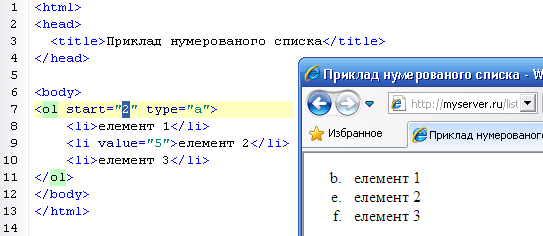 1 <html>
2 <head>
3 <title>Приклад нумерованого списка</title>
4 </head>
5
6 <body>
7 <ol start="2" type="a">
8 <li>елемент 1</li>
9 <li value="5">елемент 2</li>
10 <li>елемент 3</li>
11 </ol>
12 </body>
13 </html>
14
Приклад нумерованого списка - W
http://myserver.ru/list
Избранное
Приклад нумерованого
b. елемент 1
e. елемент 2
f. елемент 3